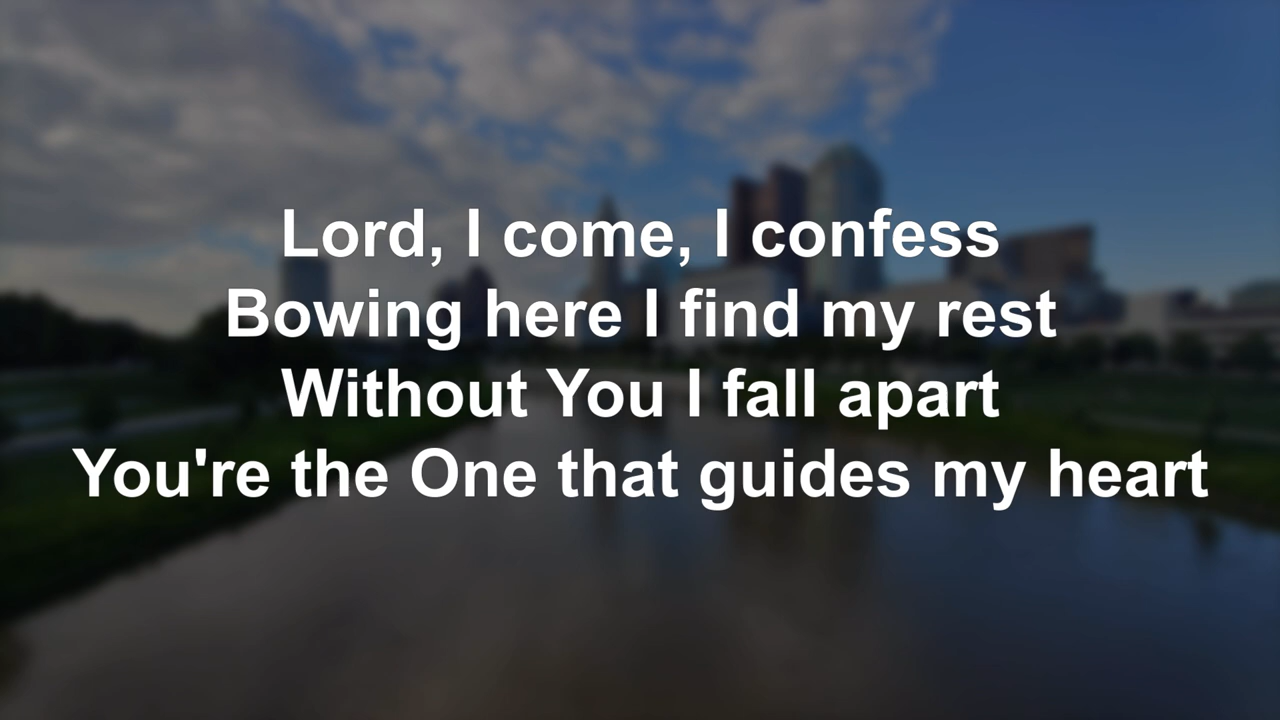 Lord, I come, I confess
Bowing here I find my rest
Without You I fall apart
You're the One that guides my heart